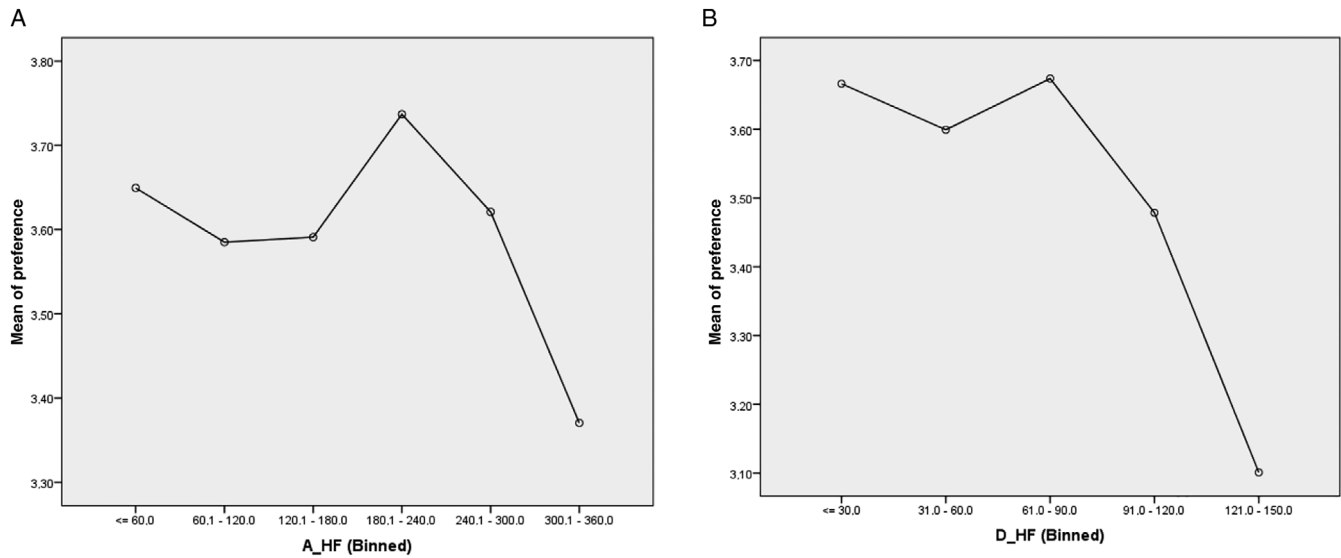 A
3.80
3.70
3.60
3.50
3.40
3.30
Mean of preference
<= 60.0 60.1 - 120.0 120.1 - 180.0 180.1 - 240.0 240.1 - 300.0 300.1 - 360.0
A_HF (Binned)
B
3.70
3.60
3.50
3.40
3.30
3.20
3.10
Mean of preference
<= 30.0 31.0 - 60.0 61.0 - 90.0 91.0 - 120.0 121.0 - 150.0
D_HF (Binned)